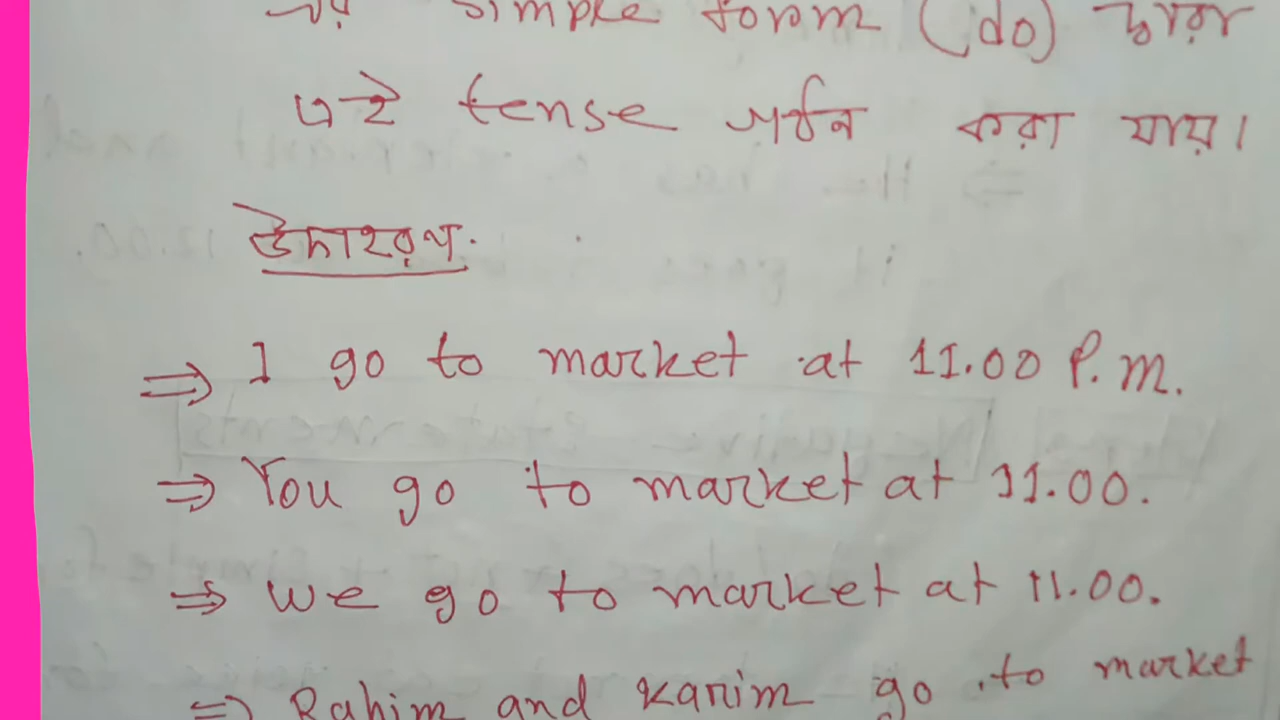 এর simple form (do) দ্বারা
এই tense গঠন করা যায়।
উদাহরণ.
⇒ I go to market at 11.00 P.m.
⇒ You go to market at 11.00.
⇒ we go to market at 11.00.
⇒ Rahim and Karim go to market